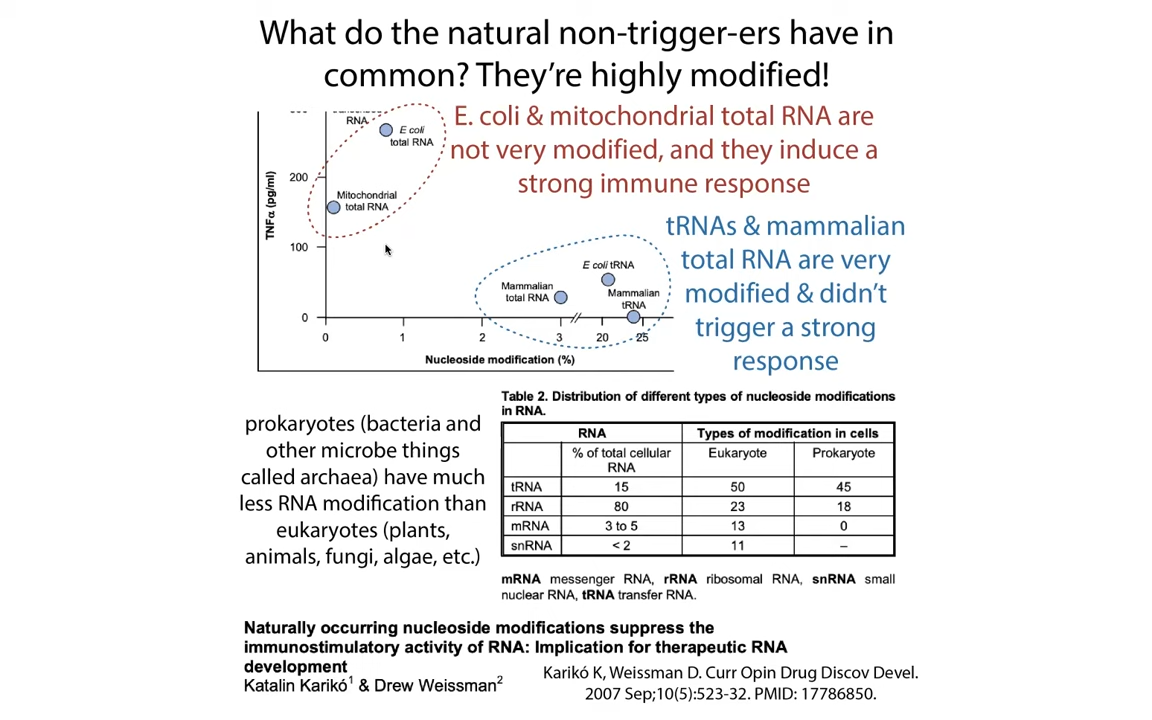 What do the natural non-trigger-ers have in
common? They're highly modified!
RNA
E coli
total RNA
Mitochondrial
total RNA
200
100
0
TNFα (pg/ml)
E. coli & mitochondrial total RNA are
not very modified, and they induce a
strong immune response
tRNAs & mammalian
total RNA are very
modified & didn't
trigger a strong
response
E coli tRNA
Mammalian
total RNA
Mammalian
tRNA
0 1 2 3 20 25
Nucleoside modification (%)
prokaryotes (bacteria and
other microbe things
called archaea) have much
less RNA modification than
eukaryotes (plants,
animals, fungi, algae, etc.)
Table 2. Distribution of different types of nucleoside modifications
in RNA.
RNA Types of modification in cells
% of total cellular Eukaryote Prokaryote
RNA
tRNA 15 50 45
rRNA 80 23 18
mRNA 3 to 5 13 0
snRNA < 2 11 –
mRNA messenger RNA, rRNA ribosomal RNA, snRNA small
nuclear RNA, tRNA transfer RNA.
Naturally occurring nucleoside modifications suppress the
immunostimulatory activity of RNA: Implication for therapeutic RNA
development
Katalin Karikó1 & Drew Weissman2
Karikó K, Weissman D. Curr Opin Drug Discov Devel.
2007 Sep;10(5):523-32. PMID: 17786850.